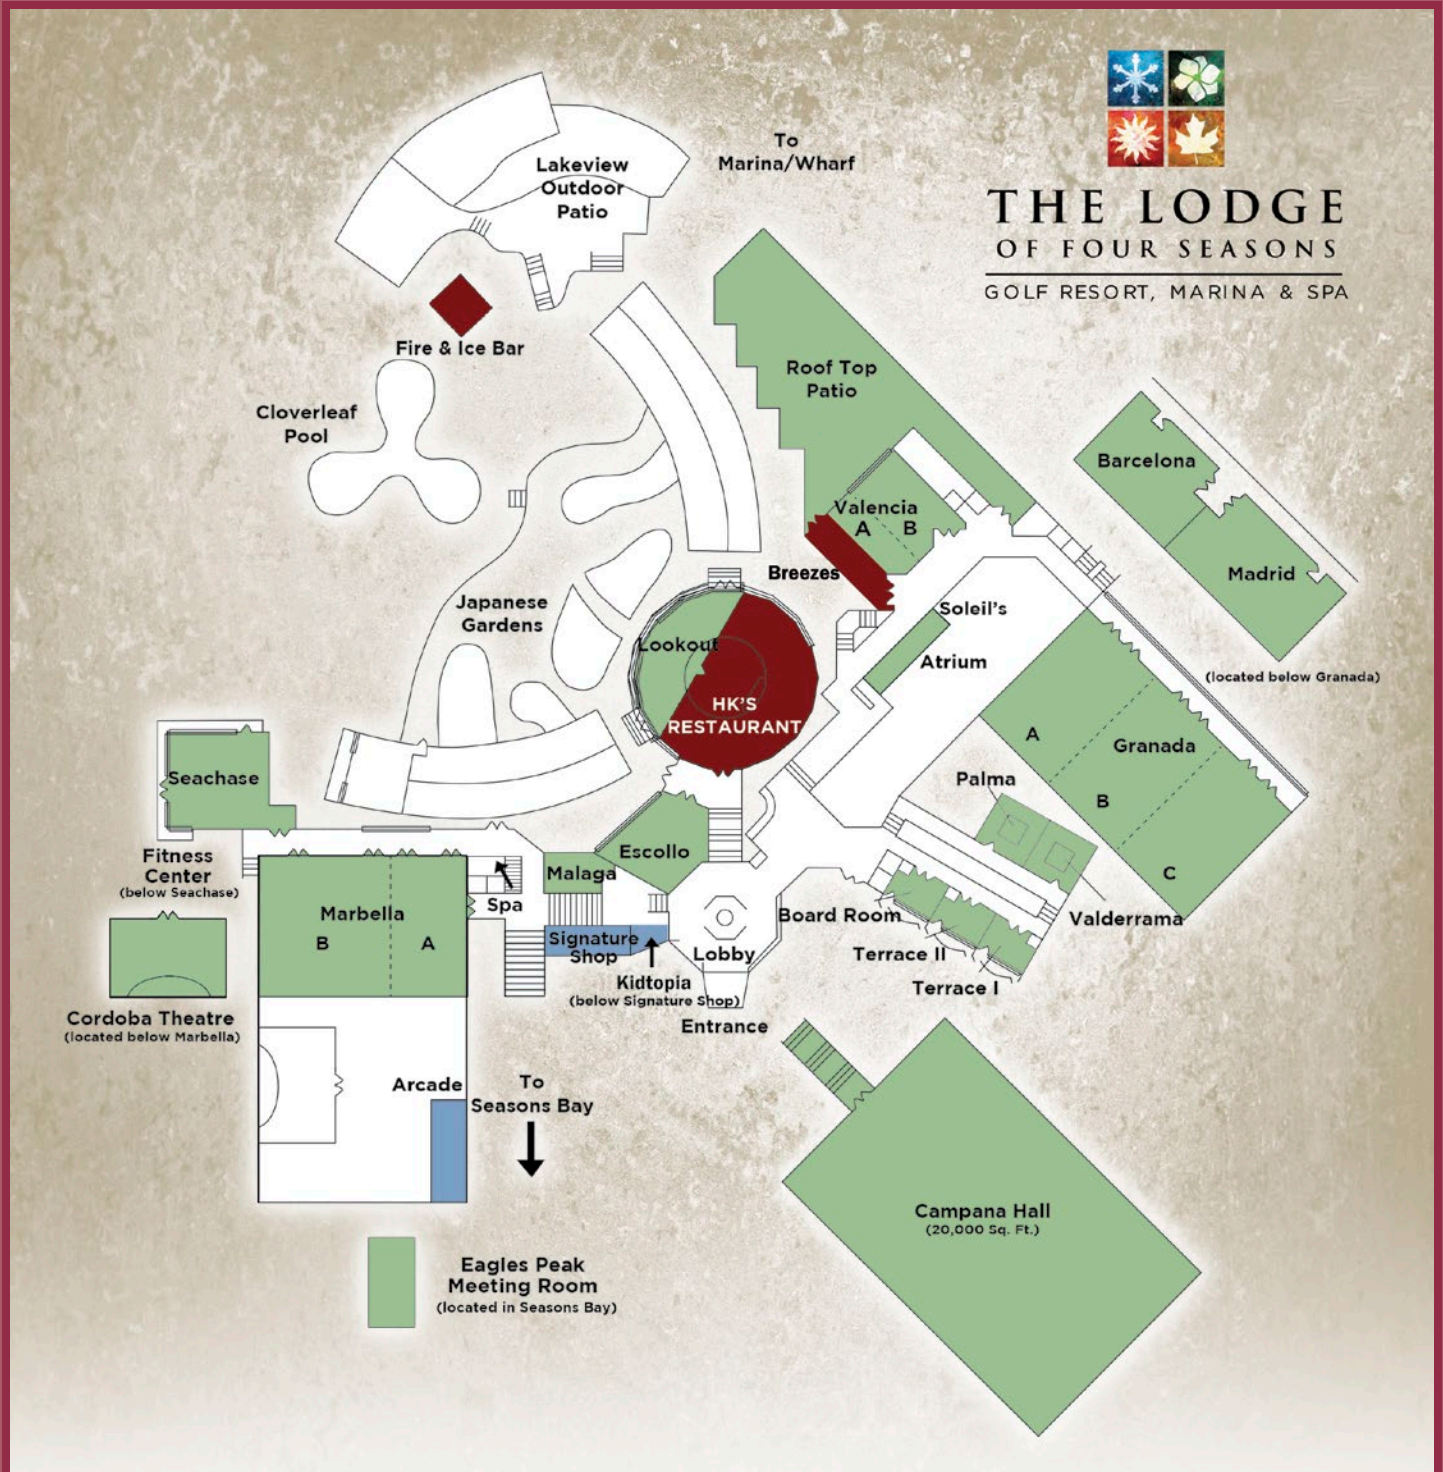 THE LODGE
OF FOUR SEASONS
GOLF RESORT, MARINA & SPA
To
Marina/Wharf
Lakeview
Outdoor
Patio
Fire & Ice Bar
Cloverleaf
Pool
Roof Top
Patio
Barcelona
Madrid
(located below Granada)
Valencia
A
B
Breezes
Japanese
Gardens
Lookout
HK'S
RESTAURANT
Soleil's
Atrium
A
Granada
B
C
Palma
Valderrama
Seachase
Fitness
Center
(below Seachase)
Escollo
Malaga
Spa
Marbella
B
A
Signature
Shop
Kidtopia
(below Signature Shop)
Lobby
Entrance
Board Room
Terrace II
Terrace I
Cordoba Theatre
(located below Marbella)
Arcade
To
Seasons Bay
Campana Hall
(20,000 Sq. Ft.)
Eagles Peak
Meeting Room
(located in Seasons Bay)